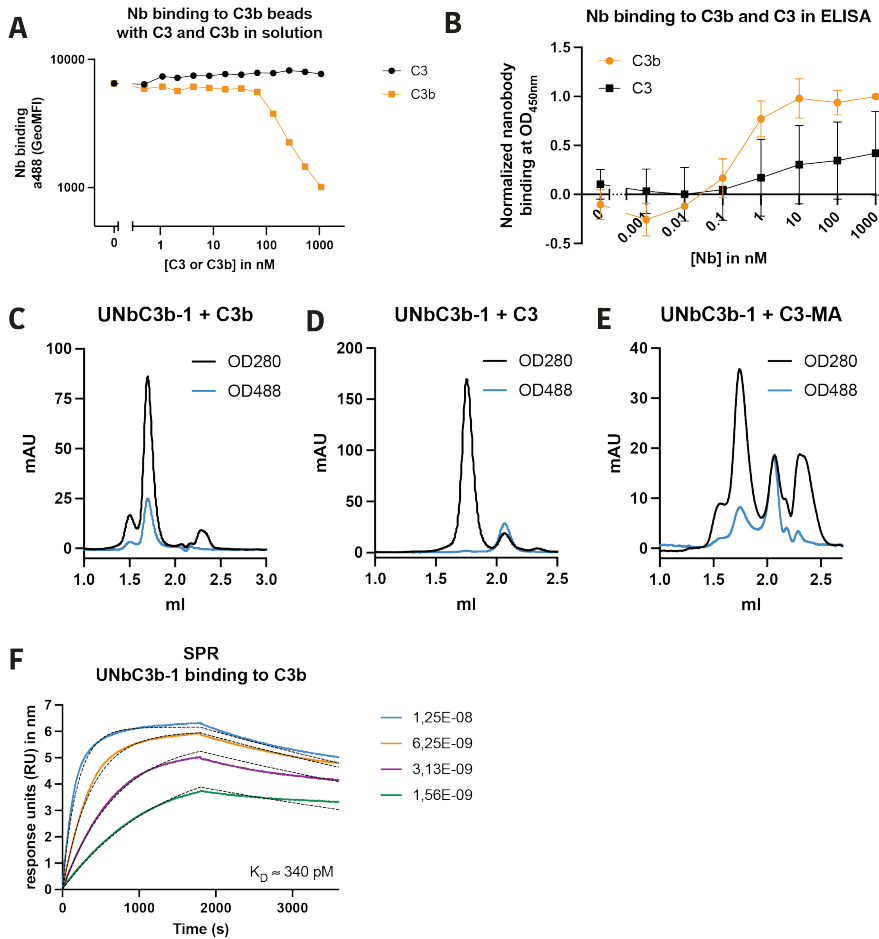 A
Nb binding to C3b beads
with C3 and C3b in solution
10000
1000
Nb binding
a488 (GeoMFI)
C3
C3b
0
1
10
100
1000
[C3 or C3b] in nM
B
Nb binding to C3b and C3 in ELISA
1.5
1.0
0.5
0.0
-0.5
Normalized nanobody
binding at OD450nm
C3b
C3
0
0.001
0.01
0.1
1
10
100
1000
[Nb] in nM
C
UNbC3b-1 + C3b
100
75
50
25
0
mAU
OD280
OD488
1.0
1.5
2.0
2.5
3.0
ml
D
UNbC3b-1 + C3
200
150
100
50
0
mAU
OD280
OD488
1.0
1.5
2.0
2.5
ml
E
UNbC3b-1 + C3-MA
40
30
20
10
0
mAU
OD280
OD488
1.0
1.5
2.0
2.5
ml
F
SPR
UNbC3b-1 binding to C3b
7
6
5
4
3
2
1
0
response units (RU) in nm
1,25E-08
6,25E-09
3,13E-09
1,56E-09
KD ≈ 340 pM
0
1000
2000
3000
Time (s)